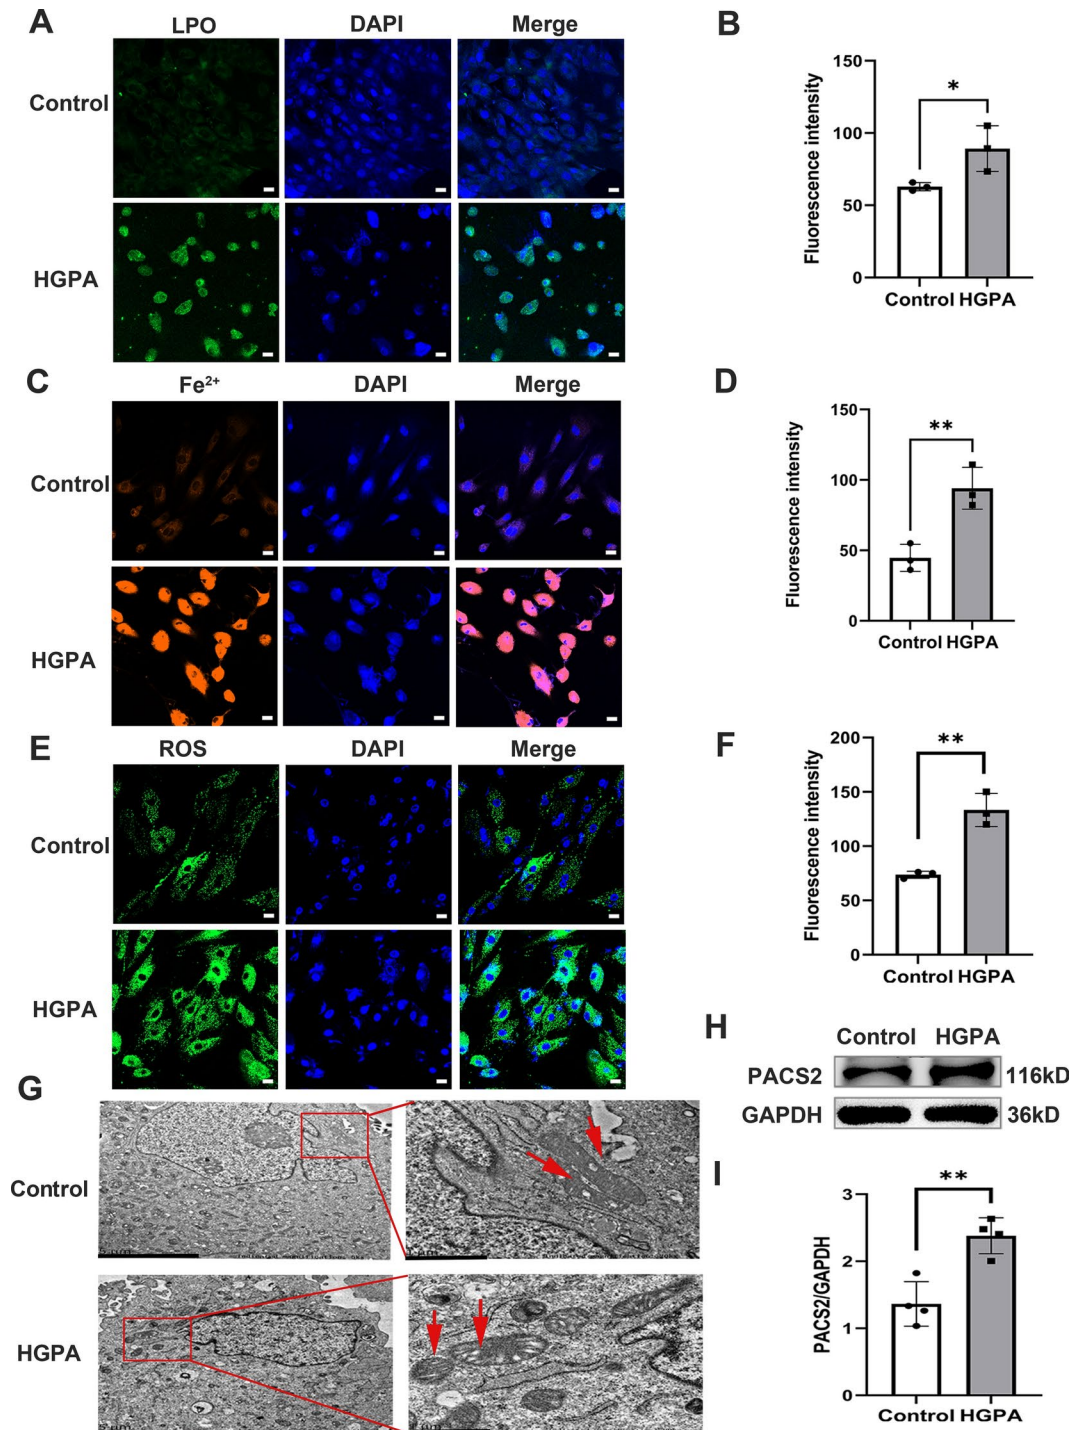 A
LPO DAPI Merge
Control
HGPA
B
150
100
50
0
Fluorescence intensity
*
Control HGPA
C
Fe²⁺ DAPI Merge
Control
HGPA
D
150
100
50
0
Fluorescence intensity
**
Control HGPA
E
ROS DAPI Merge
Control
HGPA
F
200
150
100
50
0
Fluorescence intensity
**
Control HGPA
G
Control
HGPA
H
Control HGPA
PACS2 116kD
GAPDH 36kD
I
3
2
1
0
PACS2/GAPDH
**
Control HGPA